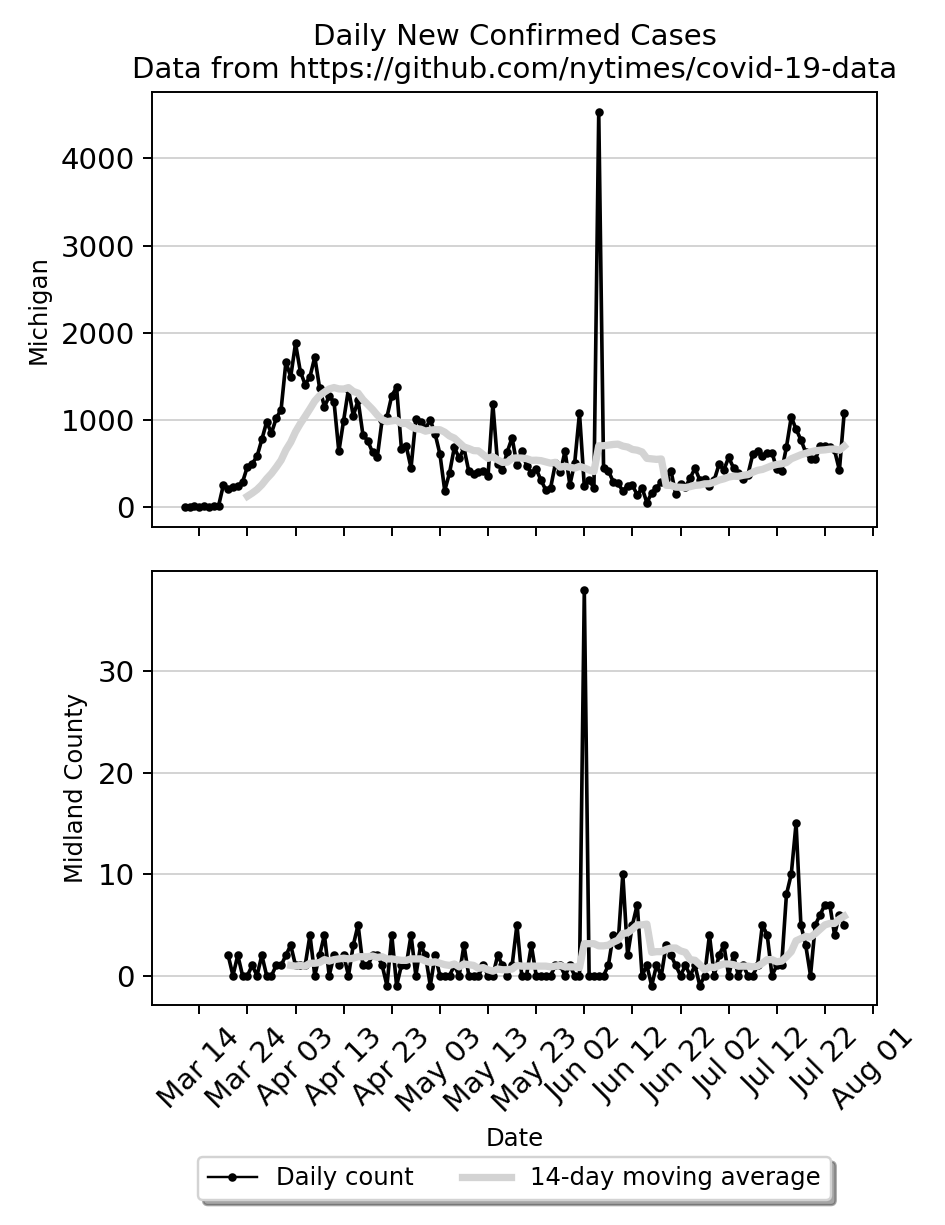 Daily New Confirmed Cases
Data from https://github.com/nytimes/covid-19-data
Michigan
4000
3000
2000
1000
0
Midland County
30
20
10
0
Mar 14
Mar 24
Apr 03
Apr 13
Apr 23
May 03
May 13
May 23
Jun 02
Jun 12
Jun 22
Jul 02
Jul 12
Jul 22
Aug 01
Date
Daily count
14-day moving average